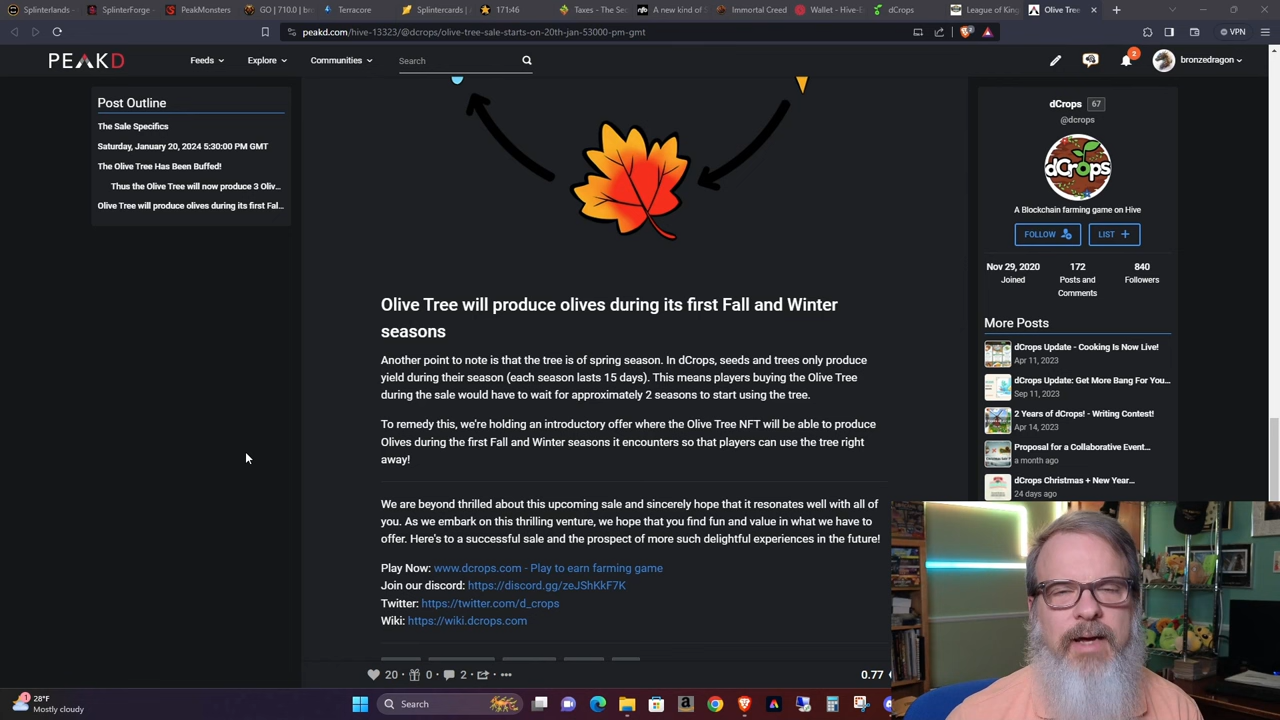 Splinterlands
SplinterForge
PeakMonsters
GO | 710.0 | br
Terracore
Splintercards |
171:46
Taxes - The Se
A new kind of
Immortal Creed
Wallet - Hive-E
dCrops
League of King
Olive Tree
peakd.com/hive-13323/@dcrops/olive-tree-sale-starts-on-20th-jan-53000-pm-gmt
VPN
PEAKD
Feeds
Explore
Communities
Search
2
bronzedragon
Post Outline
The Sale Specifics
Saturday, January 20, 2024 5:30:00 PM GMT
The Olive Tree Has Been Buffed!
Thus the Olive Tree will now produce 3 Oliv...
Olive Tree will produce olives during its first Fal...
Olive Tree will produce olives during its first Fall and Winter
seasons
Another point to note is that the tree is of spring season. In dCrops, seeds and trees only produce
yield during their season (each season lasts 15 days). This means players buying the Olive Tree
during the sale would have to wait for approximately 2 seasons to start using the tree.
To remedy this, we're holding an introductory offer where the Olive Tree NFT will be able to produce
Olives during the first Fall and Winter seasons it encounters so that players can use the tree right
away!
We are beyond thrilled about this upcoming sale and sincerely hope that it resonates well with all of
you. As we embark on this thrilling venture, we hope that you find fun and value in what we have to
offer. Here's to a successful sale and the prospect of more such delightful experiences in the future!
Play Now: www.dcrops.com - Play to earn farming game
Join our discord: https://discord.gg/zeJShKkF7K
Twitter: https://twitter.com/d_crops
Wiki: https://wiki.dcrops.com
20 · 0 · 2 ·
0.77
dCrops 67
@dcrops
dCrops
A Blockchain farming game on Hive
FOLLOW
LIST
Nov 29, 2020
Joined
172
Posts and
Comments
840
Followers
More Posts
dCrops Update - Cooking Is Now Live!
Apr 11, 2023
dCrops Update: Get More Bang For You...
Sep 11, 2023
2 Years of dCrops! - Writing Contest!
Apr 14, 2023
Proposal for a Collaborative Event...
a month ago
dCrops Christmas + New Year...
24 days ago
1
28°F
Mostly cloudy
Search